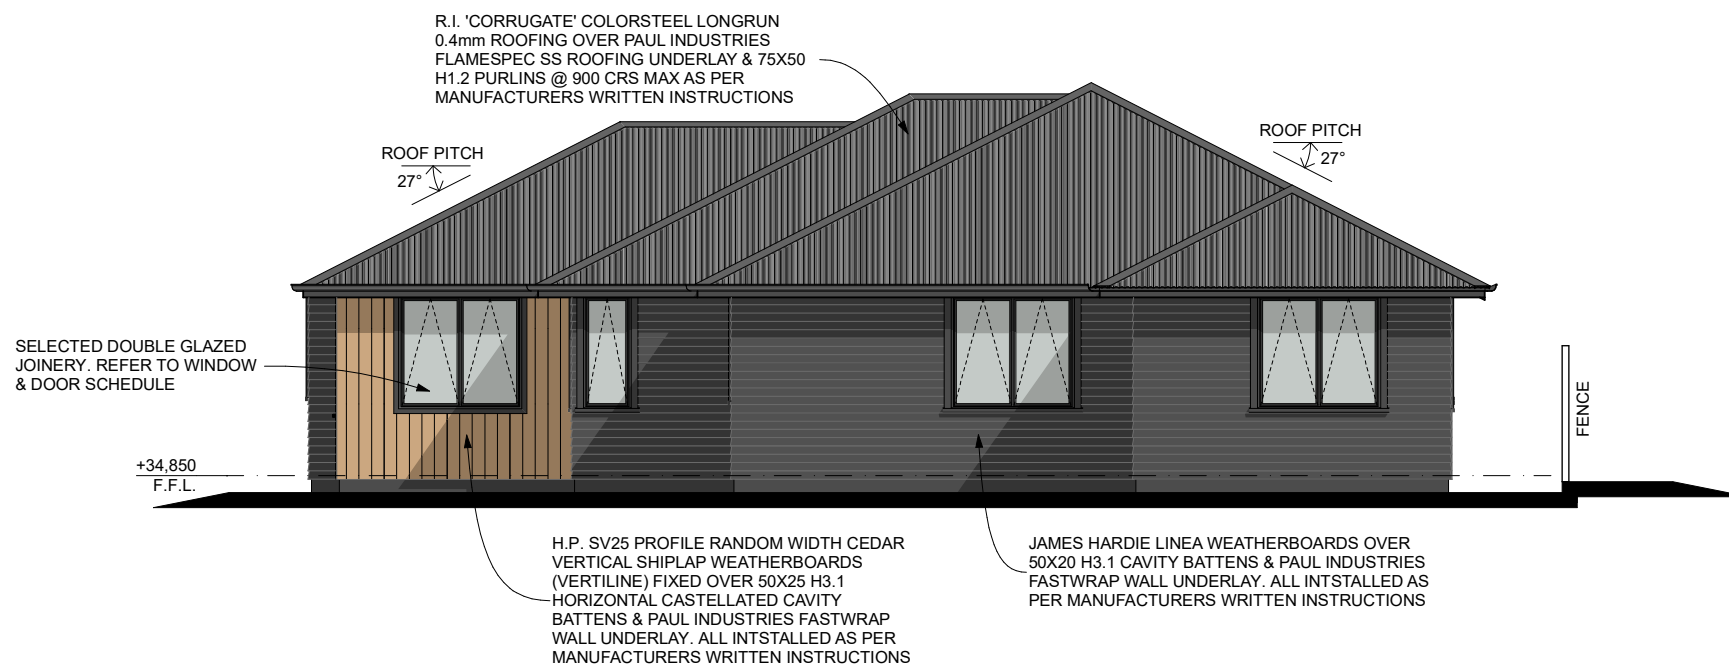 R.I. 'CORRUGATE' COLORSTEEL LONGRUN
0.4mm ROOFING OVER PAUL INDUSTRIES
FLAMESPEC SS ROOFING UNDERLAY & 75X50
H1.2 PURLINS @ 900 CRS MAX AS PER
MANUFACTURERS WRITTEN INSTRUCTIONS
ROOF PITCH
27°
ROOF PITCH
27°
SELECTED DOUBLE GLAZED
JOINERY. REFER TO WINDOW
& DOOR SCHEDULE
FENCE
+34,850
F.F.L.
H.P. SV25 PROFILE RANDOM WIDTH CEDAR
VERTICAL SHIPLAP WEATHERBOARDS
(VERTILINE) FIXED OVER 50X25 H3.1
HORIZONTAL CASTELLATED CAVITY
BATTENS & PAUL INDUSTRIES FASTWRAP
WALL UNDERLAY. ALL INTSTALLED AS PER
MANUFACTURERS WRITTEN INSTRUCTIONS
JAMES HARDIE LINEA WEATHERBOARDS OVER
50X20 H3.1 CAVITY BATTENS & PAUL INDUSTRIES
FASTWRAP WALL UNDERLAY. ALL INTSTALLED AS
PER MANUFACTURERS WRITTEN INSTRUCTIONS